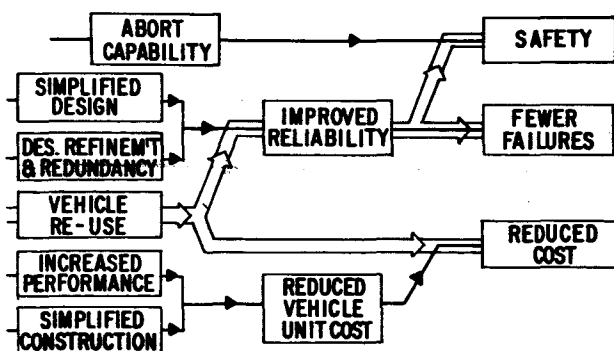 ABORT
CAPABILITY
SAFETY
SIMPLIFIED
DESIGN
IMPROVED
RELIABILITY
FEWER
FAILURES
DES. REFINEM'T
& REDUNDANCY
VEHICLE
RE-USE
REDUCED
COST
INCREASED
PERFORMANCE
REDUCED
VEHICLE
UNIT COST
SIMPLIFIED
CONSTRUCTION